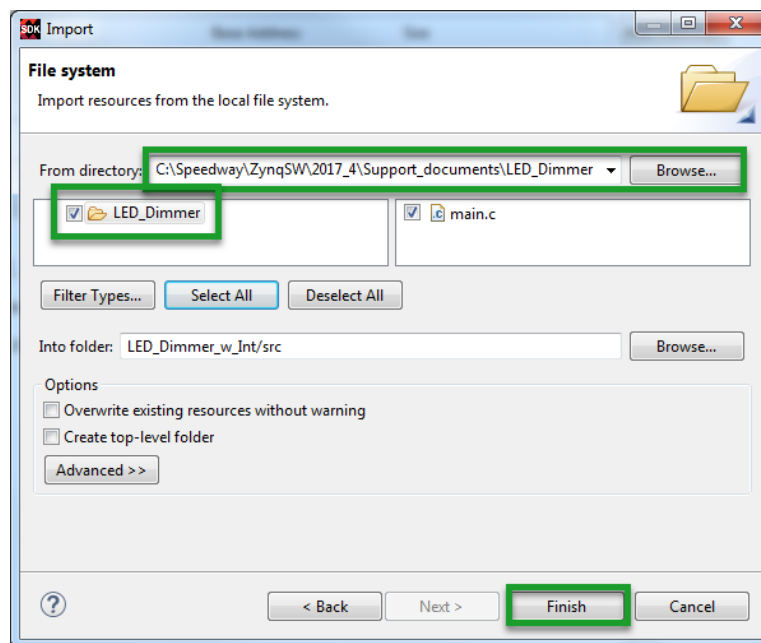 SDK Import
File system
Import resources from the local file system.
From directory: C:\Speedway\ZynqSW\2017_4\Support_documents\LED_Dimmer Browse...
LED_Dimmer
.c main.c
Filter Types... Select All Deselect All
Into folder: LED_Dimmer_w_Int/src Browse...
Options
Overwrite existing resources without warning
Create top-level folder
Advanced >>
? < Back Next > Finish Cancel